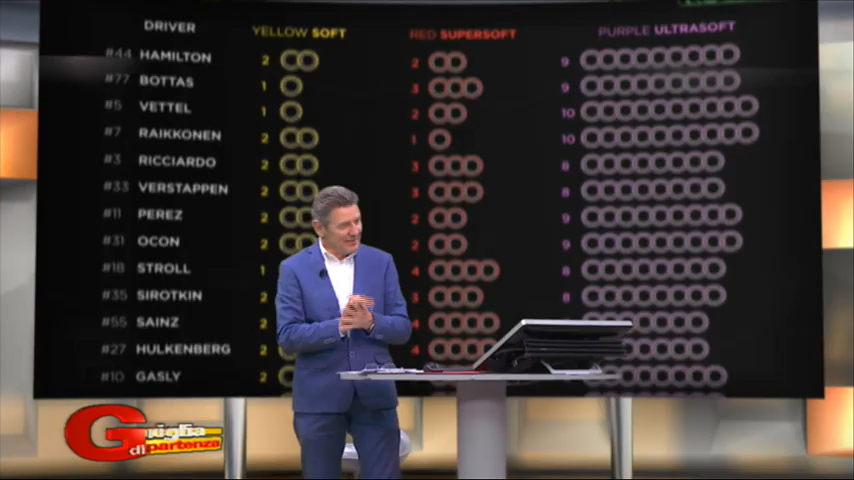 DRIVER YELLOW SOFT RED SUPERSOFT PURPLE ULTRASOFT
#44 HAMILTON 2 2 9
#77 BOTTAS 1 3 9
#5 VETTEL 1 2 10
#7 RAIKKONEN 2 1 10
#3 RICCIARDO 2 3 8
#33 VERSTAPPEN 2 3 8
#11 PEREZ 2 2 9
#31 OCON 2 2 9
#18 STROLL 1 4 8
#35 SIROTKIN 2 3 8
#55 SAINZ 2 4
#27 HULKENBERG 2 4
#10 GASLY 2
Griglia
di partenza